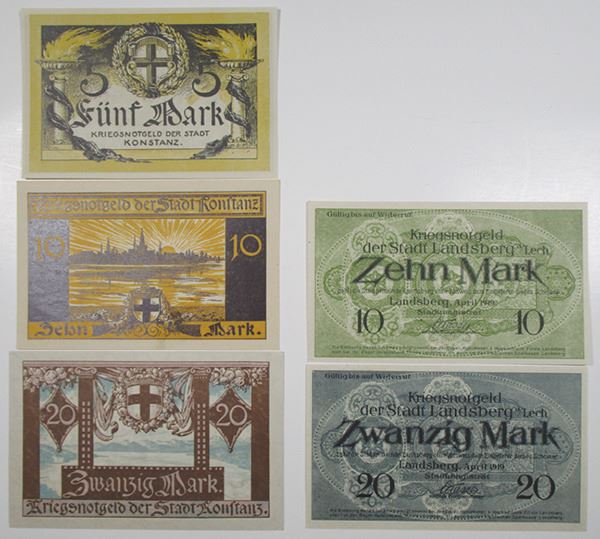 5 5
Fünf Mark
KRIEGSNOTGELD DER STADT
KONSTANZ.
Kriegsnotgeld der Stadt Konstanz
10 10
Zehn Mark.
20 20
Zwanzig Mark.
Kriegsnotgeld der Stadt Konstanz.
Gültig bis auf Widerruf
Kriegsnotgeld
der Stadt Landsberg a/Lech.
Zehn Mark
Landsberg, April 1919.
Stadtmagistrat
10 10
Gültig bis auf Widerruf
Kriegsnotgeld
der Stadt Landsberg a/Lech
Zwanzig Mark
Landsberg, April 1919
Stadtmagistrat
20 20